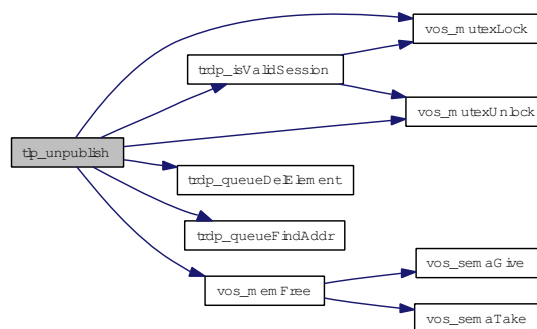 vos_mutexLock
trdp_isValidSession
vos_mutexUnlock
tlp_unpublish
trdp_queueDelElement
trdp_queueFindAddr
vos_semaGive
vos_memFree
vos_semaTake